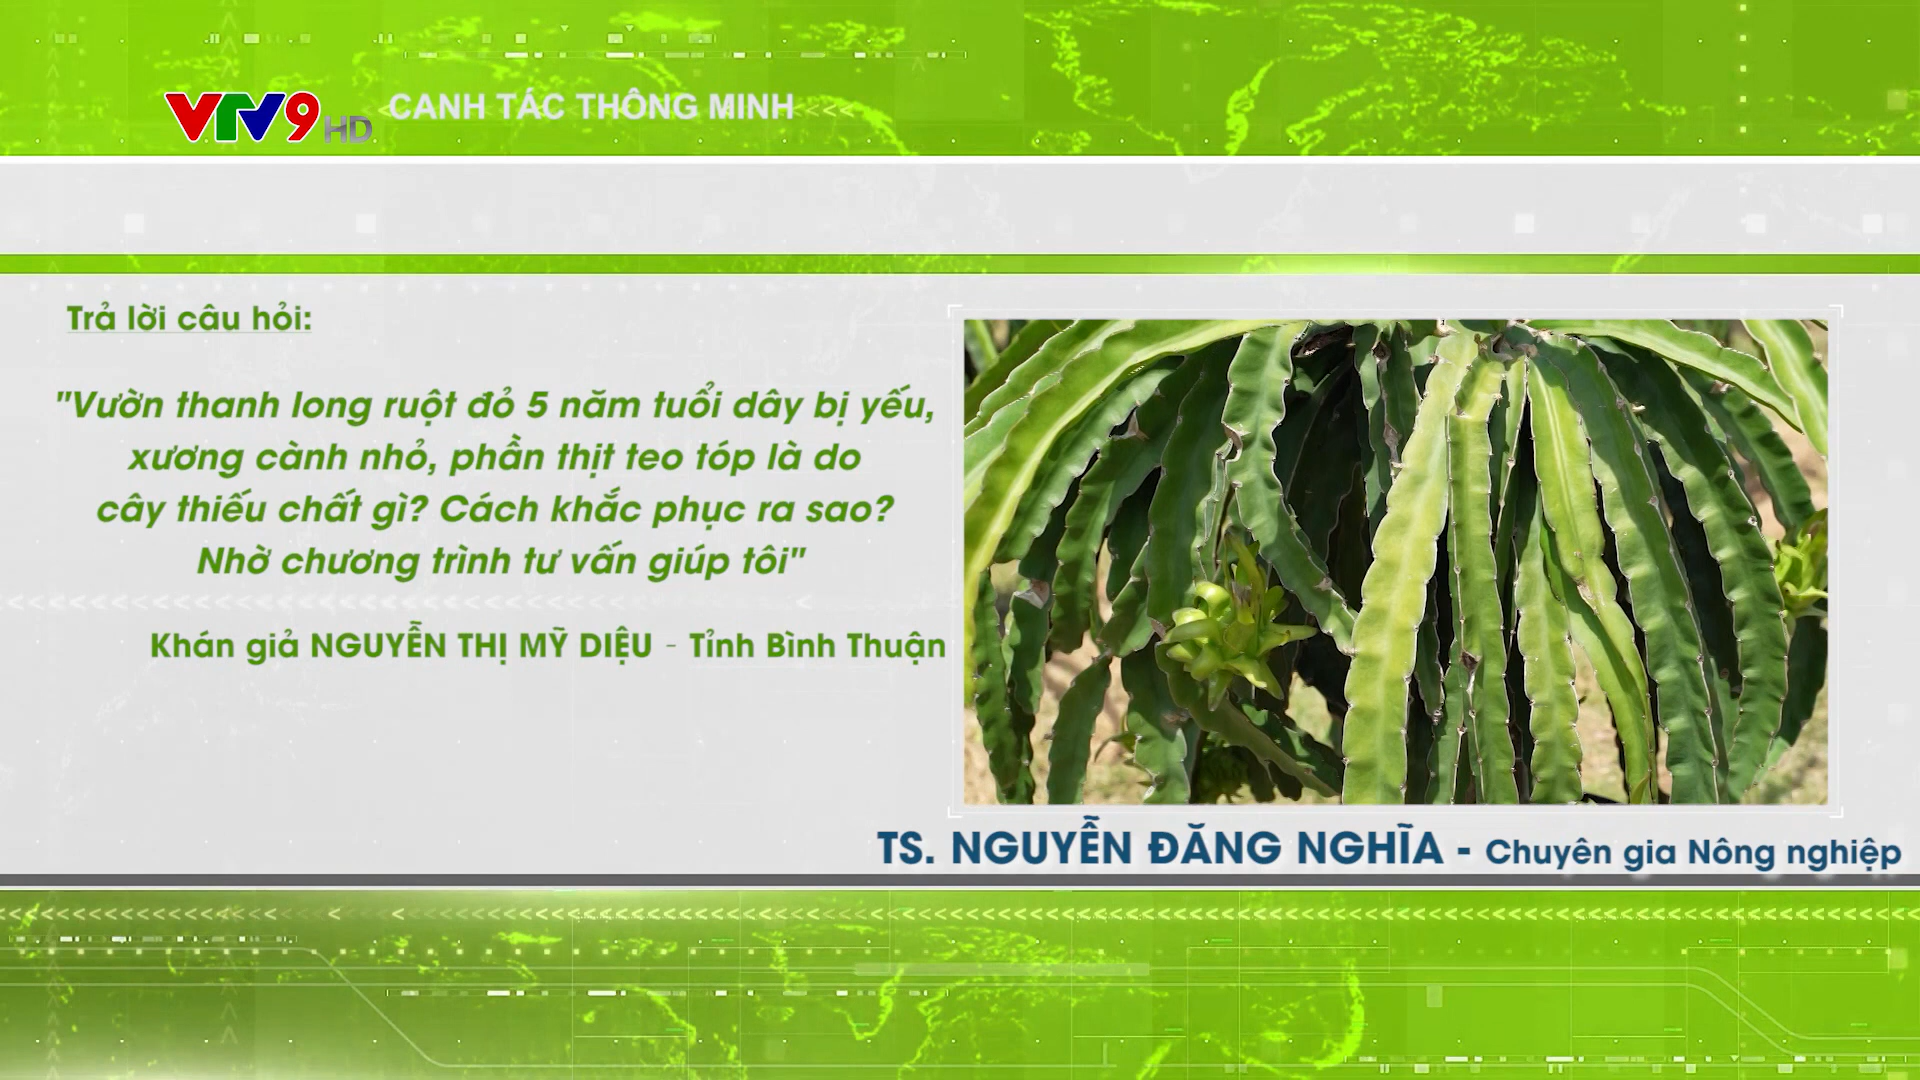 VTV9 HD
CANH TÁC THÔNG MINH
Trả lời câu hỏi:
"Vườn thanh long ruột đỏ 5 năm tuổi dây bị yếu,
xương cành nhỏ, phần thịt teo tóp là do
cây thiếu chất gì? Cách khắc phục ra sao?
Nhờ chương trình tư vấn giúp tôi"
Khán giả NGUYỄN THỊ MỸ DIỆU - Tỉnh Bình Thuận
TS. NGUYỄN ĐĂNG NGHĨA - Chuyên gia Nông nghiệp